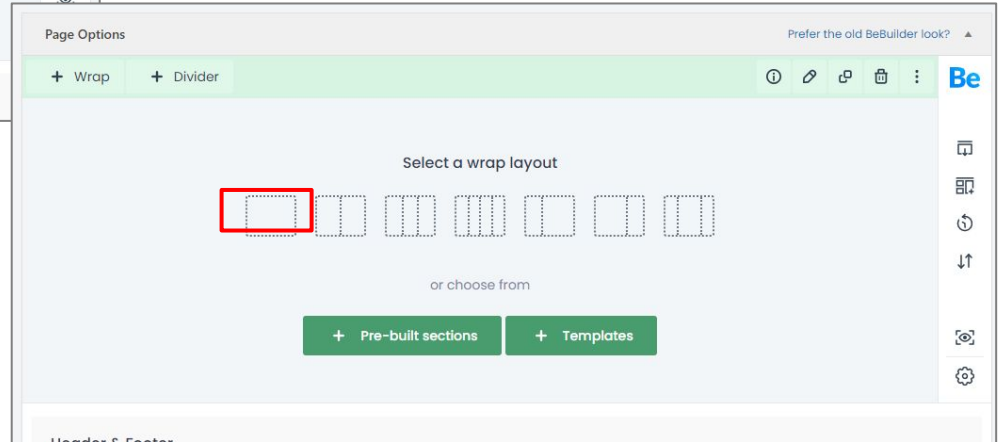 Page Options
Prefer the old BeBuilder look?
+ Wrap + Divider
Be
Select a wrap layout
or choose from
+ Pre-built sections
+ Templates
Header & Footer